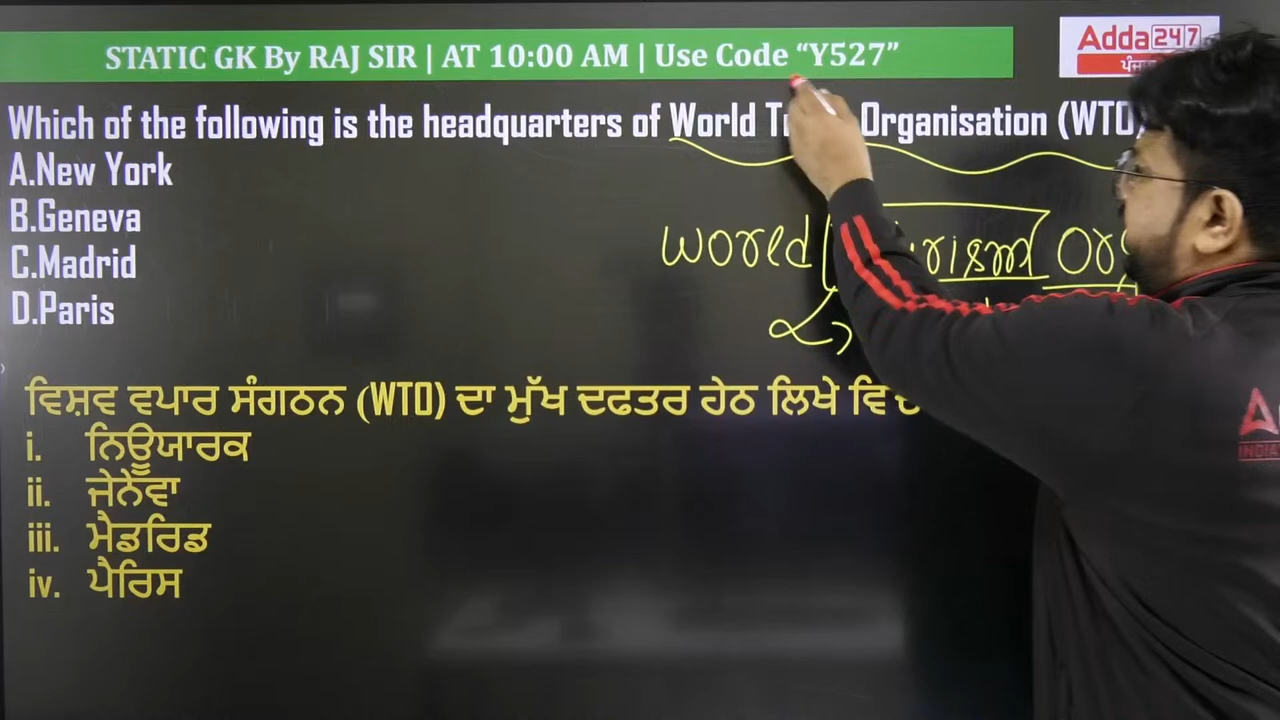 STATIC GK By RAJ SIR | AT 10:00 AM | Use Code “Y527”
Adda247
ਪੰਜਾਬ
Which of the following is the headquarters of World Organisation (WTO)
A.New York
B.Geneva
C.Madrid
D.Paris
World
ਵਿਸ਼ਵ ਵਪਾਰ ਸੰਗਠਨ (WTO) ਦਾ ਮੁੱਖ ਦਫਤਰ ਹੇਠ ਲਿਖੇ
i. ਨਿਊਯਾਰਕ
ii. ਜੇਨੇਵਾ
iii. ਮੈਡਰਿਡ
iv. ਪੈਰਿਸ